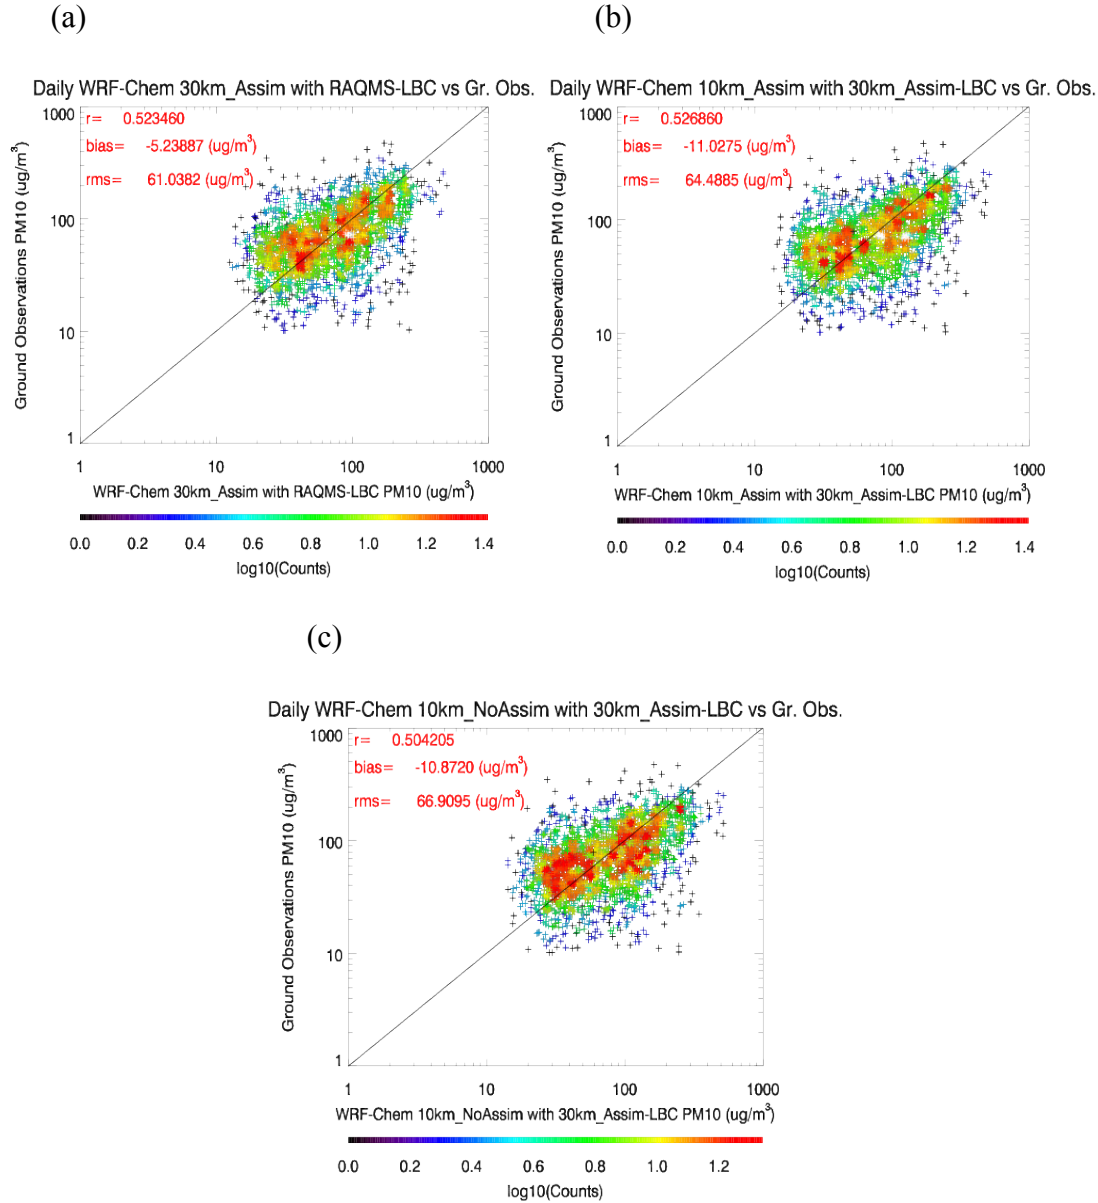 (a)
Daily WRF-Chem 30km_Assim with RAQMS-LBC vs Gr. Obs.
r= 0.523460
bias= -5.23887 (ug/m³)
rms= 61.0382 (ug/m³)
Ground Observations PM10 (ug/m³)
1000
100
10
1
1 10 100 1000
WRF-Chem 30km_Assim with RAQMS-LBC PM10 (ug/m³)
0.0 0.2 0.4 0.6 0.8 1.0 1.2 1.4
log10(Counts)
(b)
Daily WRF-Chem 10km_Assim with 30km_Assim-LBC vs Gr. Obs.
r= 0.526860
bias= -11.0275 (ug/m³)
rms= 64.4885 (ug/m³)
Ground Observations PM10 (ug/m³)
1000
100
10
1
1 10 100 1000
WRF-Chem 10km_Assim with 30km_Assim-LBC PM10 (ug/m³)
0.0 0.2 0.4 0.6 0.8 1.0 1.2 1.4
log10(Counts)
(c)
Daily WRF-Chem 10km_NoAssim with 30km_Assim-LBC vs Gr. Obs.
r= 0.504205
bias= -10.8720 (ug/m³)
rms= 66.9095 (ug/m³)
Ground Observations PM10 (ug/m³)
1000
100
10
1
1 10 100 1000
WRF-Chem 10km_NoAssim with 30km_Assim-LBC PM10 (ug/m³)
0.0 0.2 0.4 0.6 0.8 1.0 1.2
log10(Counts)